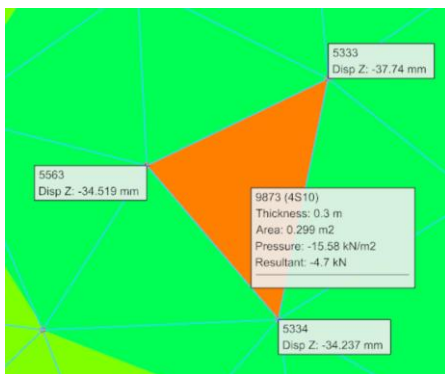 5333
Disp Z: -37.74 mm
5563
Disp Z: -34.519 mm
9873 (4S10)
Thickness: 0.3 m
Area: 0.299 m2
Pressure: -15.58 kN/m2
Resultant: -4.7 kN
5334
Disp Z: -34.237 mm